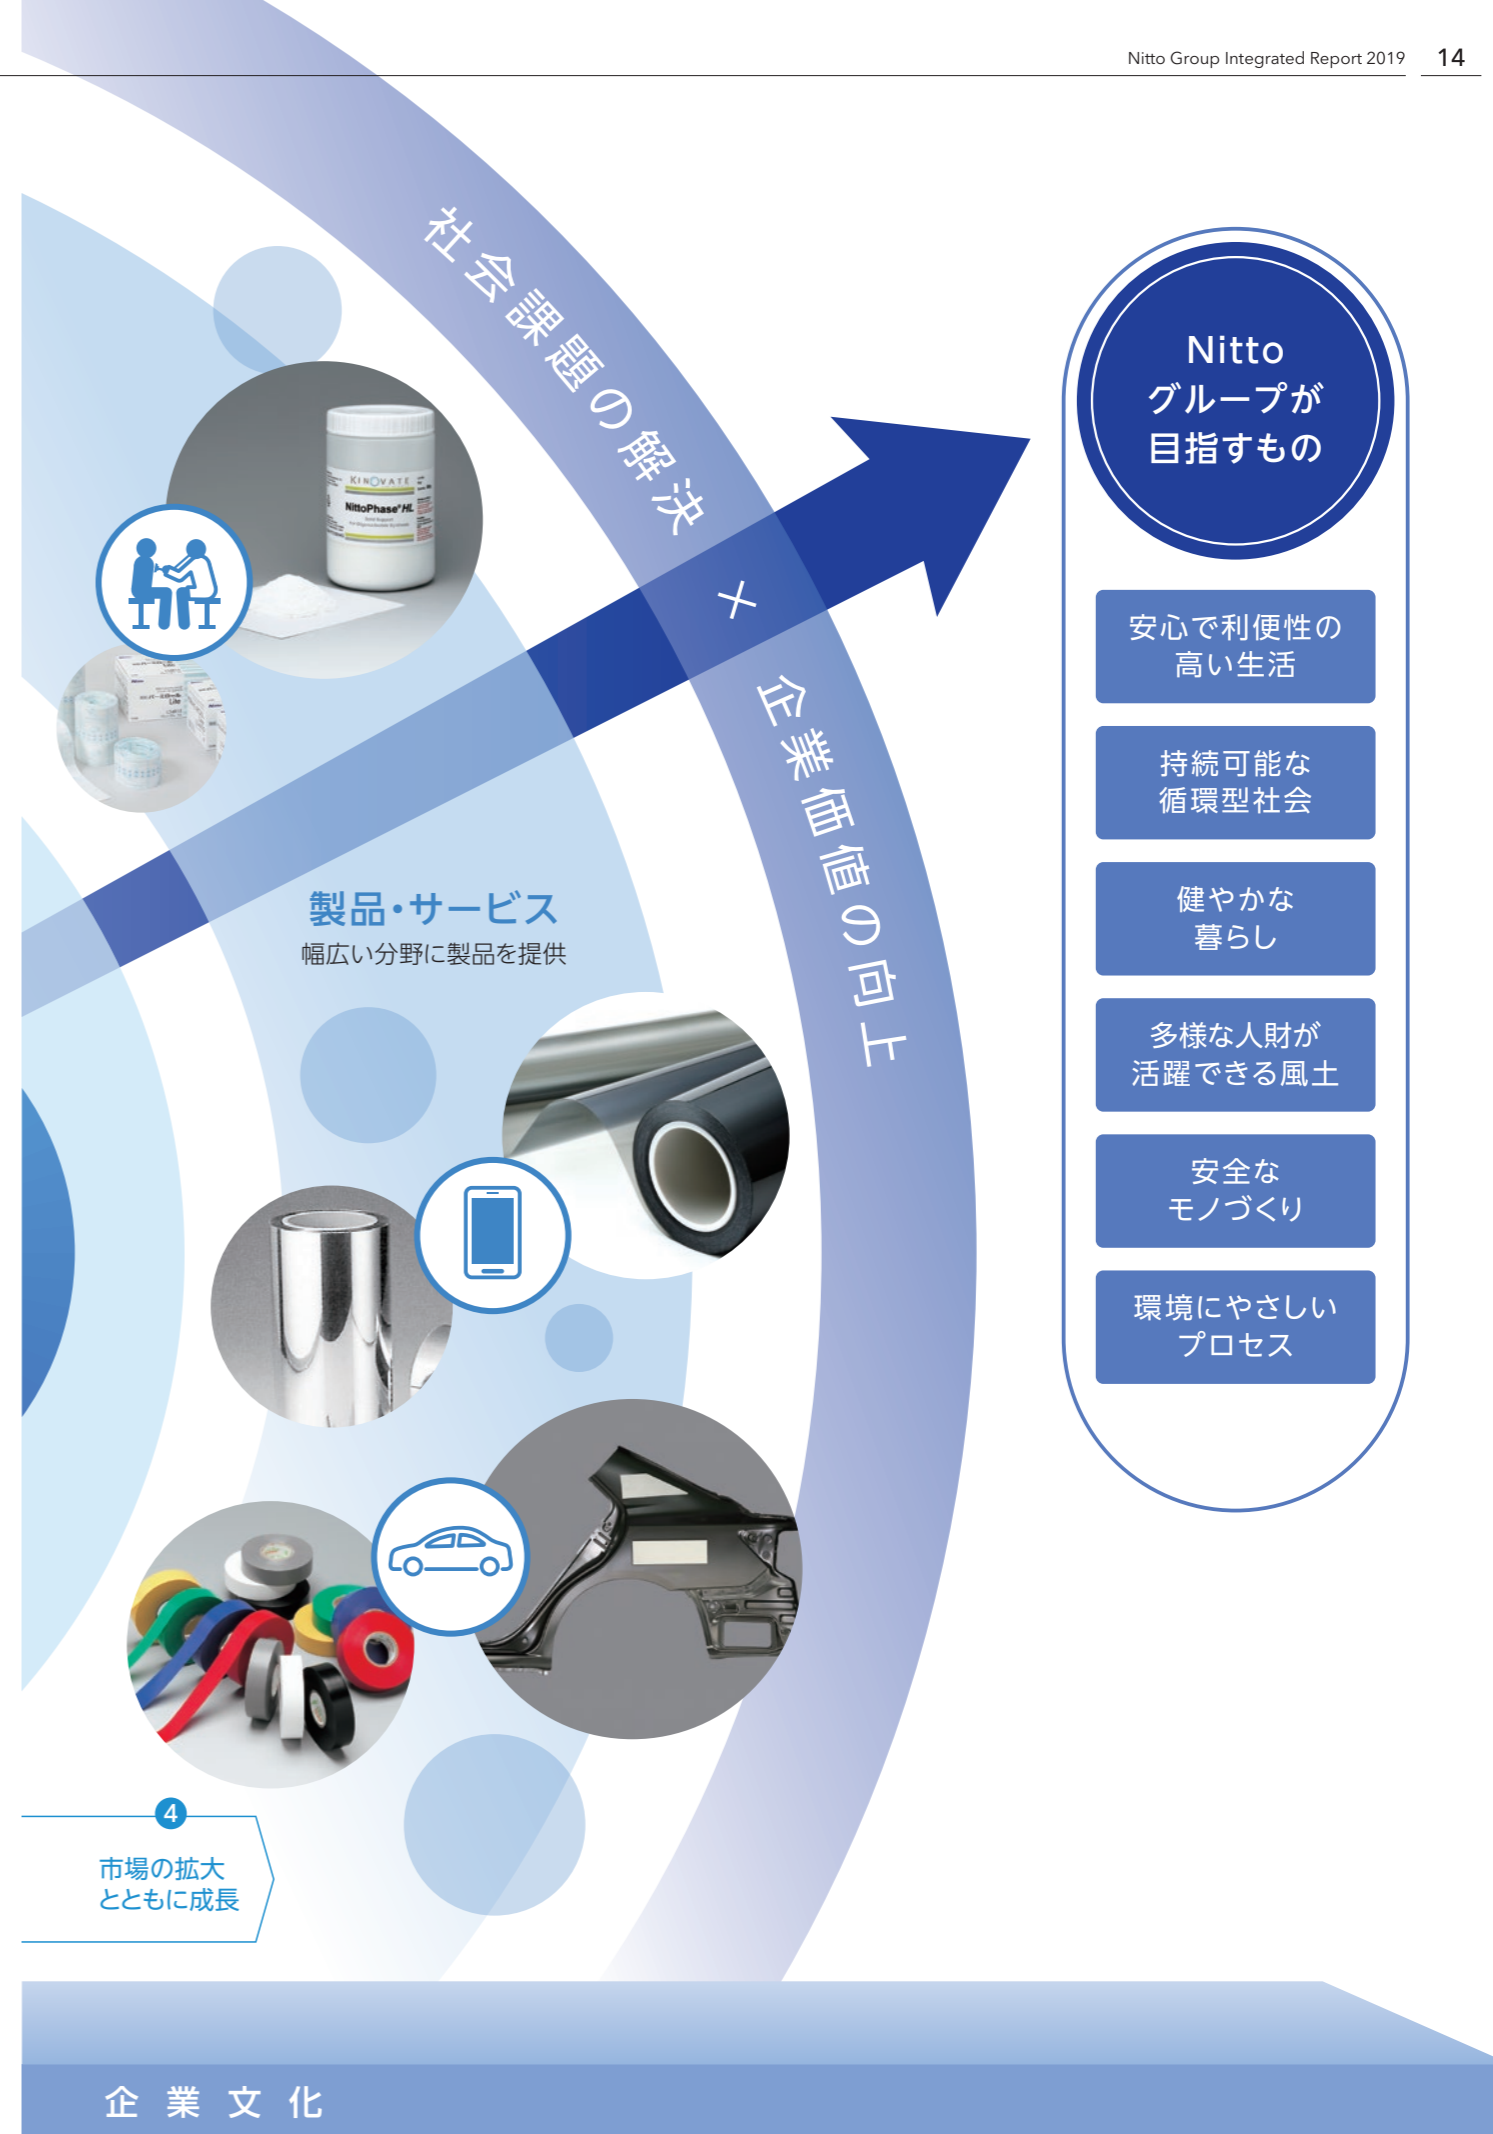 Nitto Group Integrated Report 2019 14
社会課題の解決 × 企業価値の向上
Nitto
グループが
目指すもの
安心で利便性の
高い生活
持続可能な
循環型社会
健やかな
暮らし
多様な人財が
活躍できる風土
安全な
モノづくり
環境にやさしい
プロセス
KINOVATE
NittoPhase®HL
製品・サービス
幅広い分野に製品を提供
4
市場の拡大
とともに成長
企業文化